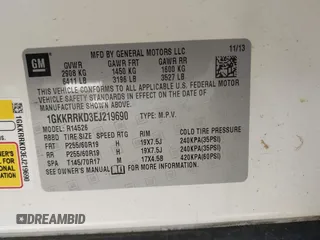 GM
MFD BY GENERAL MOTORS LLC
11/13
GVWR GAWR FRT GAWR RR
2908 KG 1450 KG 1600 KG
6411 LB 3196 LB 3527 LB
THIS VEHICLE CONFORMS TO ALL APPLICABLE U.S. FEDERAL MOTOR
VEHICLE SAFETY STANDARDS IN EFFECT ON THE DATE OF
MANUFACTURE SHOWN ABOVE.
1GKKRRKD3EJ219690 TYPE: M.P.V.
MODEL: R14526
TIRE SIZE SPEED RTG RIM COLD TIRE PRESSURE
FRT P255/60R19 H 19X7.5J 240KPA(35PSI)
RR P255/60R19 H 19X7.5J 240KPA(35PSI)
SPA T145/70R17 M 17X4.5B 420KPA(60PSI)
SEE OWNER'S MANUAL FOR MORE INFORMATION.
1GKKRRKD3EJ219690
© AutoBidMaster